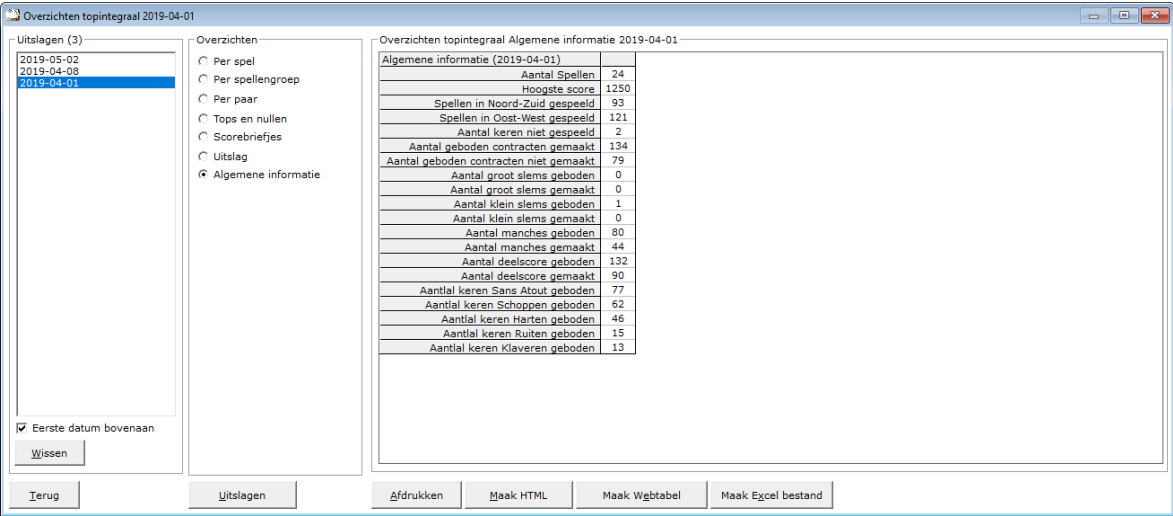 Overzichten topintegraal 2019-04-01
Uitslagen (3)
2019-05-02
2019-04-08
2019-04-01
Eerste datum bovenaan
Wissen
Terug
Overzichten
Per spel
Per spellengroep
Per paar
Tops en nullen
Scorebriefjes
Uitslag
Algemene informatie
Uitslagen
Overzichten topintegraal Algemene informatie 2019-04-01
Algemene informatie (2019-04-01)
Aantal Spellen 24
Hoogste score 1250
Spellen in Noord-Zuid gespeeld 93
Spellen in Oost-West gespeeld 121
Aantal keren niet gespeeld 2
Aantal geboden contracten gemaakt 134
Aantal geboden contracten niet gemaakt 79
Aantal groot slems geboden 0
Aantal groot slems gemaakt 0
Aantal klein slems geboden 1
Aantal klein slems gemaakt 0
Aantal manches geboden 80
Aantal manches gemaakt 44
Aantal deelscore geboden 132
Aantal deelscore gemaakt 90
Aantlal keren Sans Atout geboden 77
Aantlal keren Schoppen geboden 62
Aantlal keren Harten geboden 46
Aantlal keren Ruiten geboden 15
Aantlal keren Klaveren geboden 13
Afdrukken
Maak HTML
Maak Webtabel
Maak Excel bestand